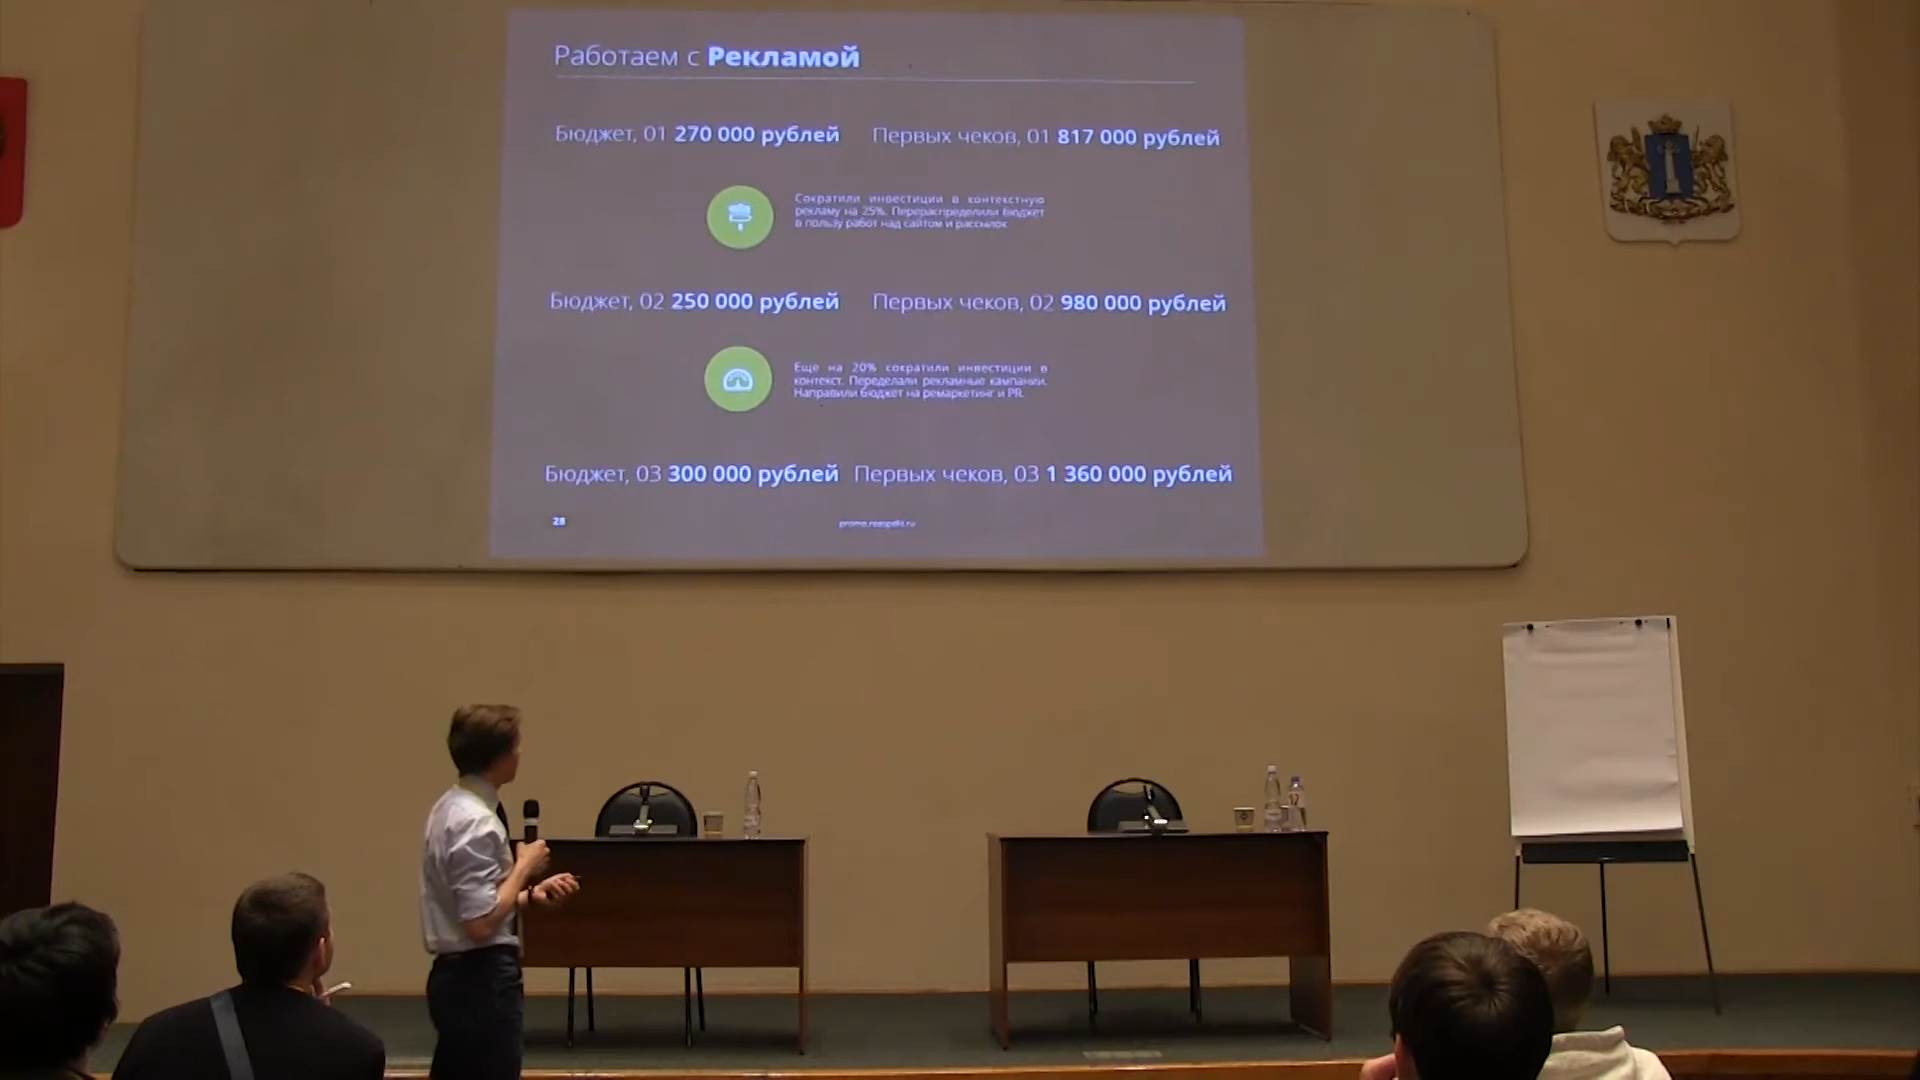 Работаем с Рекламой
Бюджет, 01 270 000 рублей
Первых чеков, 01 817 000 рублей
Сократили инвестиции в контекстную
рекламу на 25%. Перераспределили бюджет
в пользу работ над сайтом и рассылок
Бюджет, 02 250 000 рублей
Первых чеков, 02 980 000 рублей
Еще на 20% сократили инвестиции в
контекст. Переделали рекламные кампании.
Направили бюджет на ремаркетинг и PR.
Бюджет, 03 300 000 рублей
Первых чеков, 03 1 360 000 рублей
28